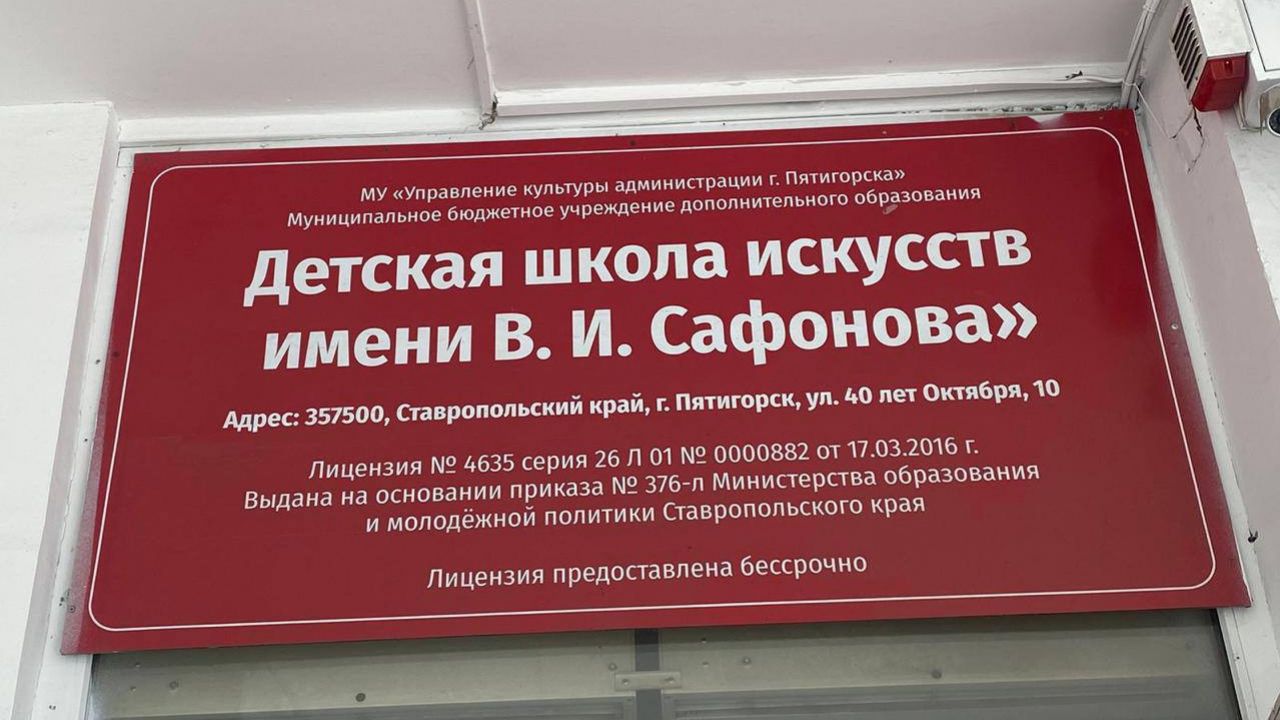 МУ «Управление культуры администрации г. Пятигорска»
Муниципальное бюджетное учреждение дополнительного образования
Детская школа искусств
имени В. И. Сафонова»
Адрес: 357500, Ставропольский край, г. Пятигорск, ул. 40 лет Октября, 10
Лицензия № 4635 серия 26 Л 01 № 0000882 от 17.03.2016 г.
Выдана на основании приказа № 376-л Министерства образования
и молодёжной политики Ставропольского края
Лицензия предоставлена бессрочно